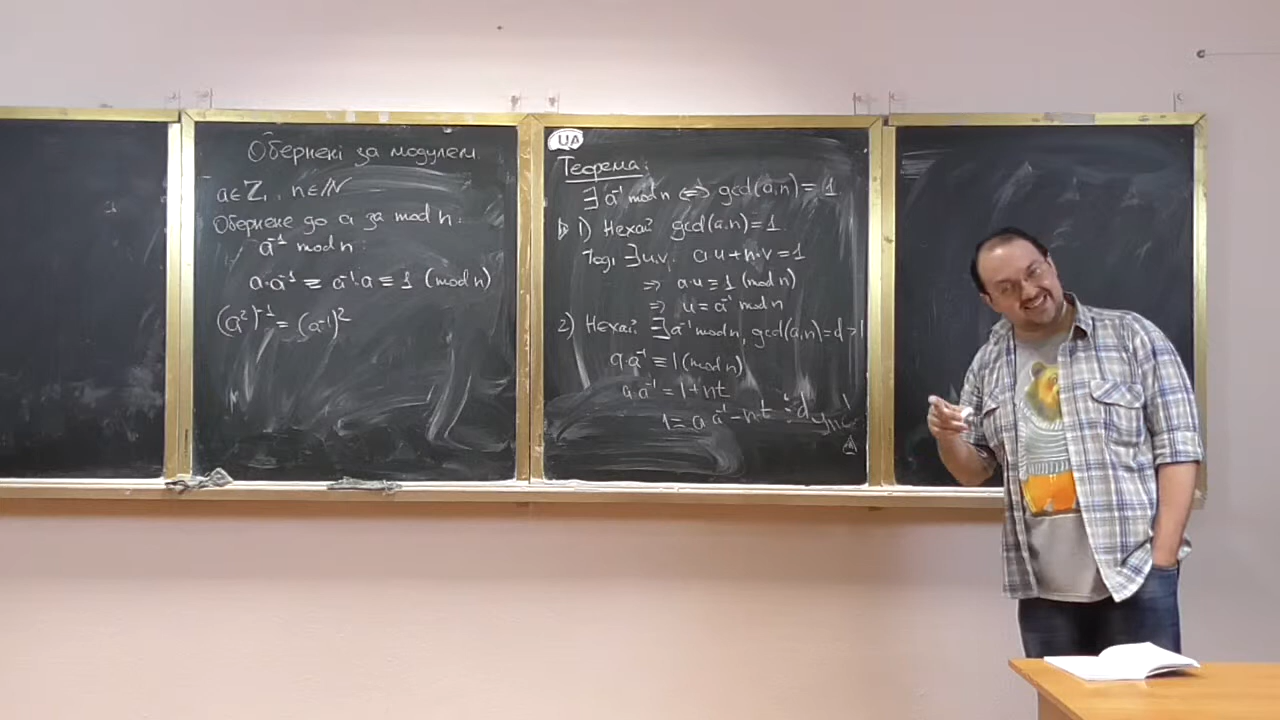 Обернені за модулем.
a∈ℤ, n∈ℕ
Обернене до a за mod n:
a⁻¹ mod n:
a·a⁻¹ ≡ a⁻¹·a ≡ 1 (mod n)
(a²)⁻¹ = (a⁻¹)²
UA
Теорема:
∃ a⁻¹ mod n ⇔ gcd(a,n) = 1.
1) Нехай gcd(a,n) = 1.
Тоді ∃u,v: a·u + n·v = 1
⇒ a·u ≡ 1 (mod n)
⇒ u = a⁻¹ mod n
2) Нехай ∃ a⁻¹ mod n, gcd(a,n) = d > 1
a·a⁻¹ ≡ 1 (mod n)
a·a⁻¹ = 1 + nt
1 = a a⁻¹ − n·t ⋮ d